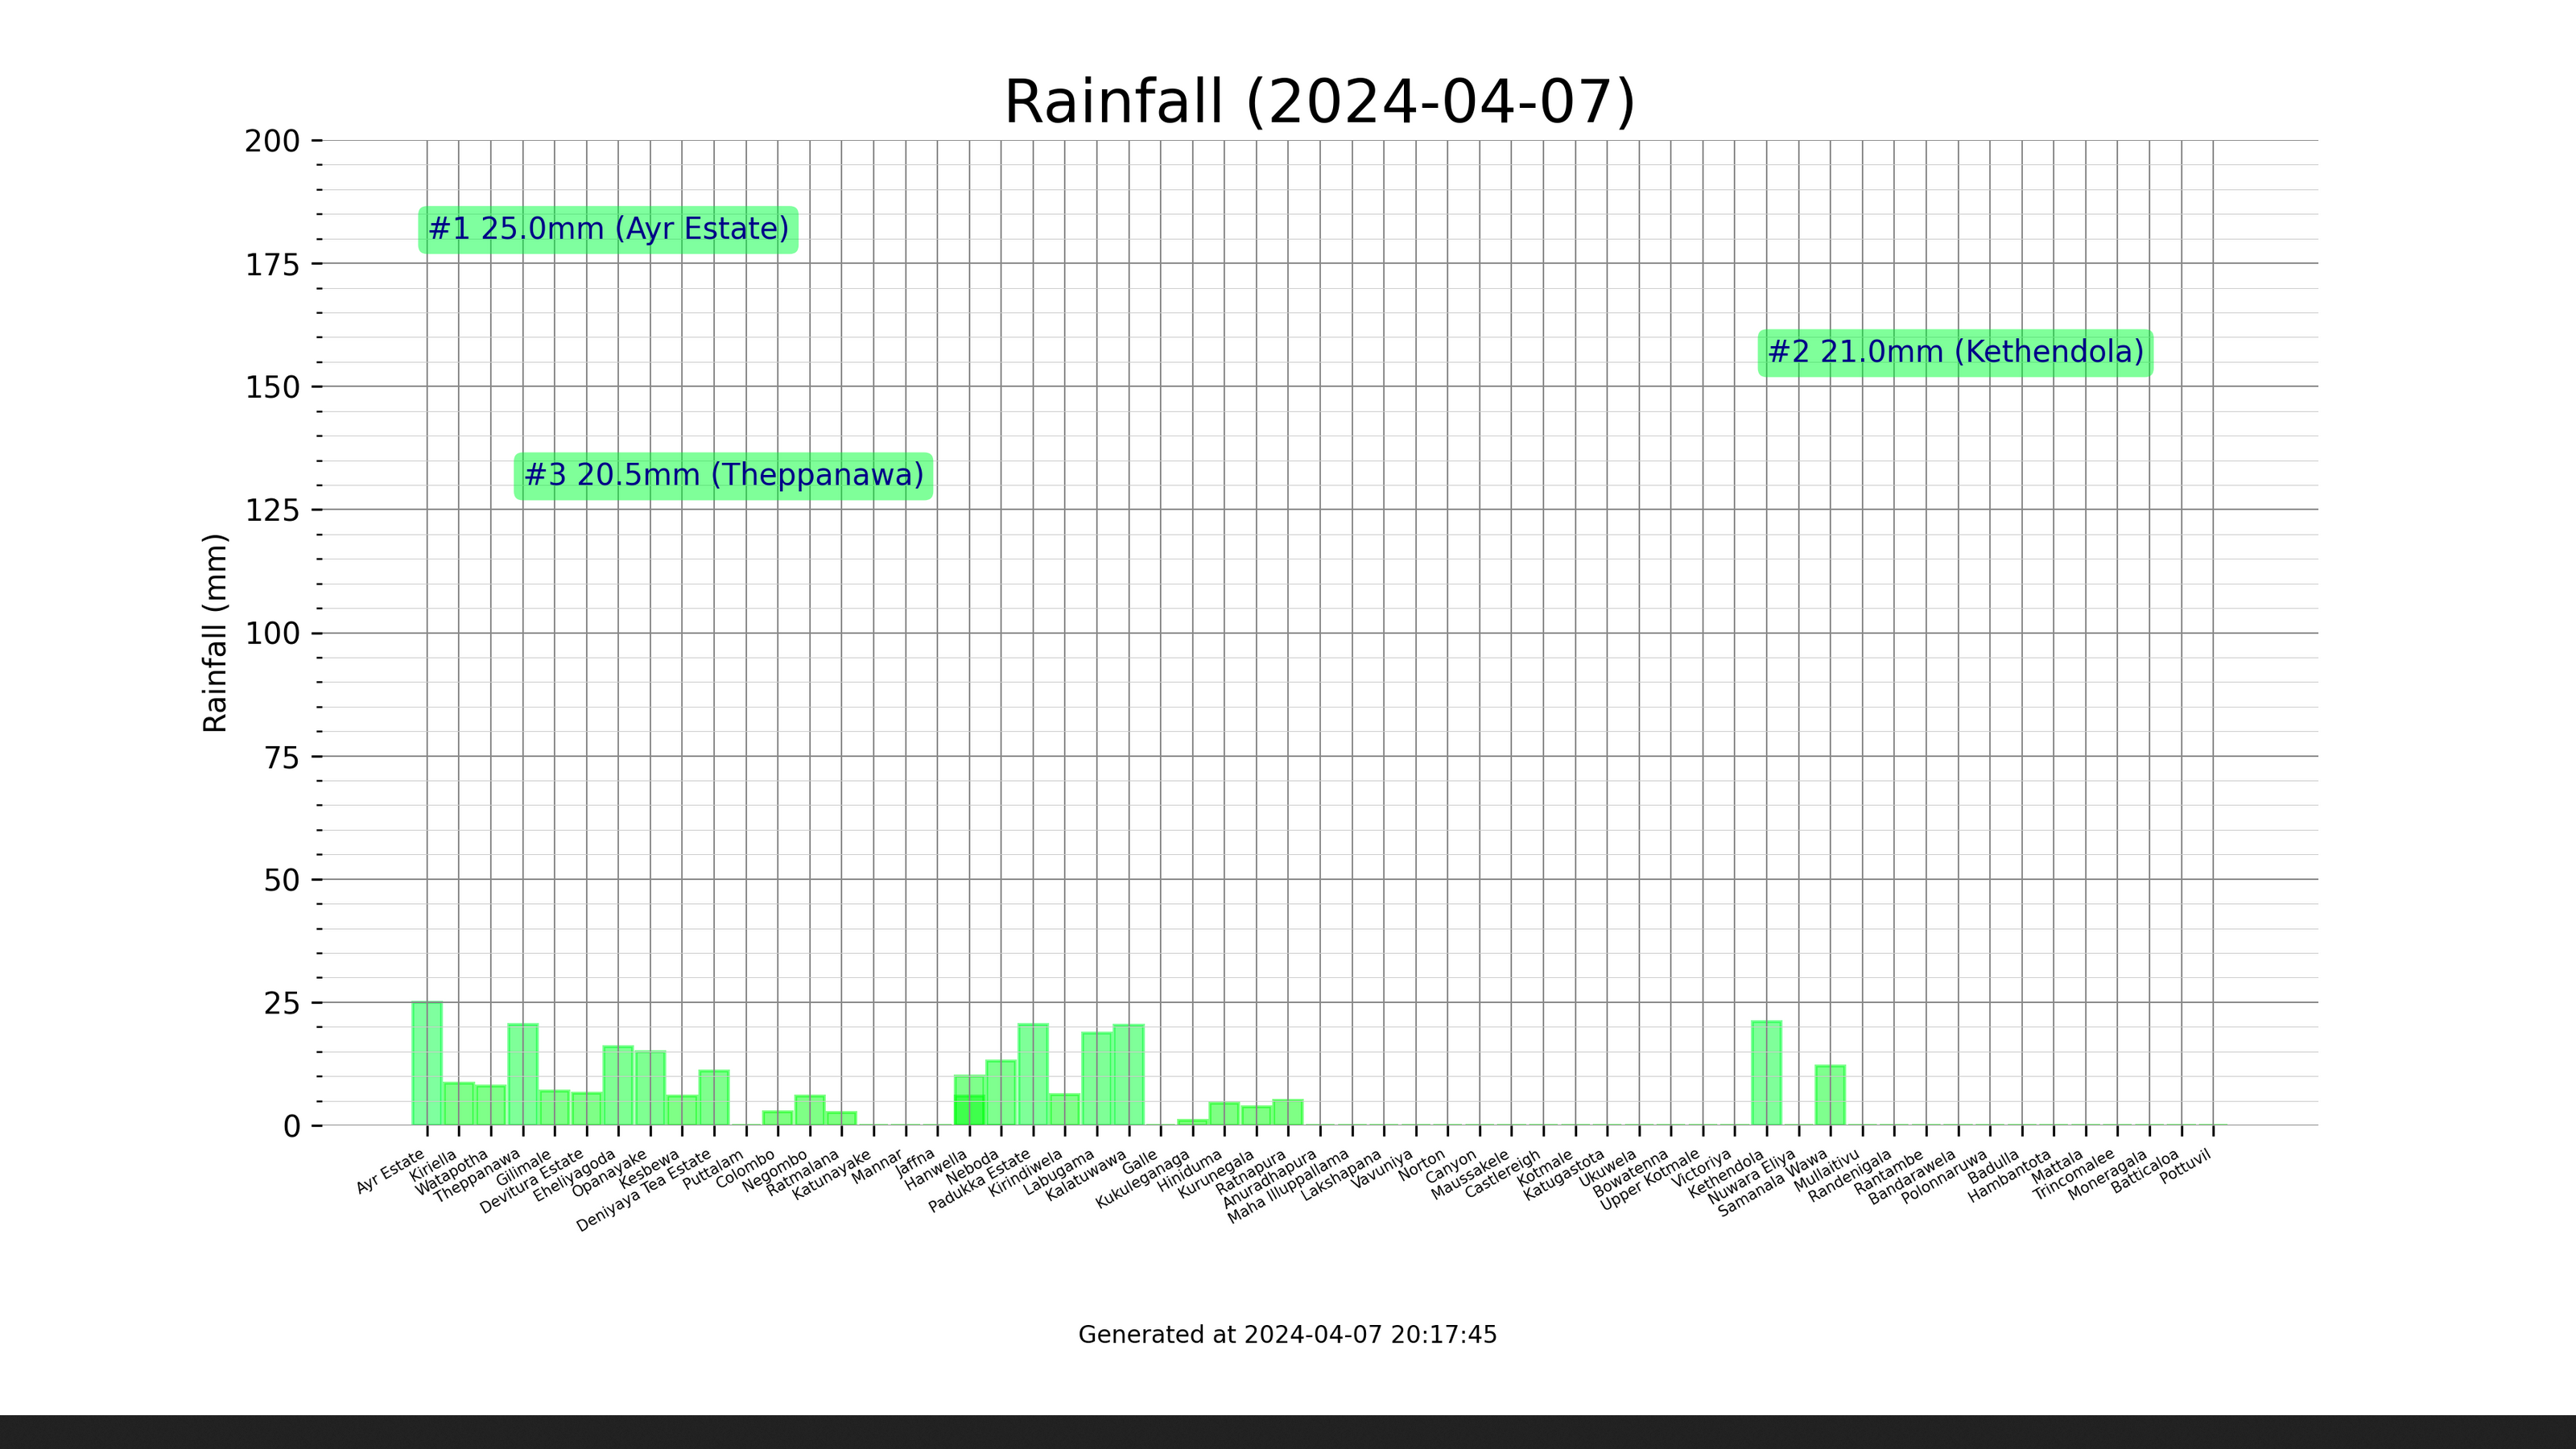 Rainfall (2024-04-07)
200
175
150
125
100
75
50
25
0
Rainfall (mm)
#1 25.0mm (Ayr Estate)
#2 21.0mm (Kethendola)
#3 20.5mm (Theppanawa)
Ayr Estate
Kiriella
Watapotha
Theppanawa
Gilimale
Devitura Estate
Eheliyagoda
Opanayake
Kesbewa
Deniyaya Tea Estate
Puttalam
Colombo
Negombo
Ratmalana
Katunayake
Mannar
Jaffna
Hanwella
Neboda
Padukka Estate
Kirindiwela
Labugama
Kalatuwawa
Galle
Kukuleganaga
Hiniduma
Kurunegala
Ratnapura
Anuradhapura
Maha Illuppallama
Lakshapana
Vavuniya
Norton
Canyon
Maussakele
Castlereigh
Kotmale
Katugastota
Ukuwela
Bowatenna
Upper Kotmale
Victoriya
Kethendola
Nuwara Eliya
Samanala Wawa
Mullaitivu
Randenigala
Rantambe
Bandarawela
Polonnaruwa
Badulla
Hambantota
Mattala
Trincomalee
Moneragala
Batticaloa
Pottuvil
Generated at 2024-04-07 20:17:45